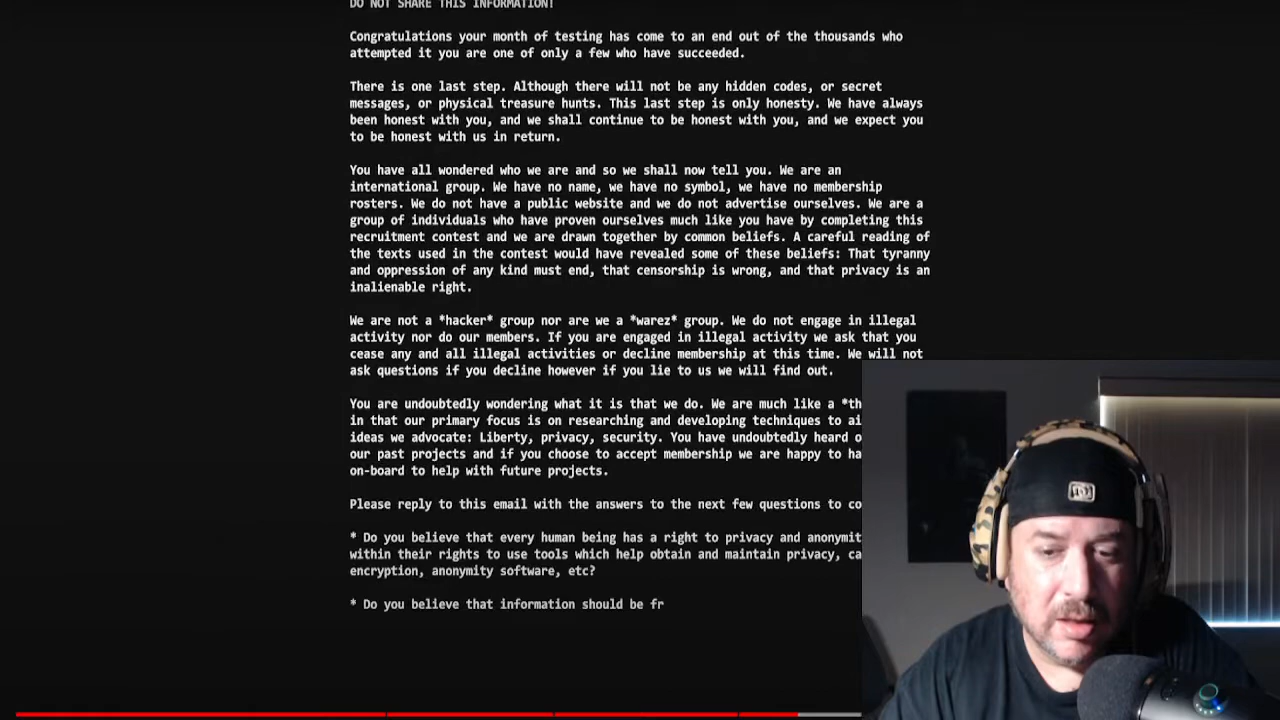 DO NOT SHARE THIS INFORMATION!
Congratulations your month of testing has come to an end out of the thousands who
attempted it you are one of only a few who have succeeded.
There is one last step. Although there will not be any hidden codes, or secret
messages, or physical treasure hunts. This last step is only honesty. We have always
been honest with you, and we shall continue to be honest with you, and we expect you
to be honest with us in return.
You have all wondered who we are and so we shall now tell you. We are an
international group. We have no name, we have no symbol, we have no membership
rosters. We do not have a public website and we do not advertise ourselves. We are a
group of individuals who have proven ourselves much like you have by completing this
recruitment contest and we are drawn together by common beliefs. A careful reading of
the texts used in the contest would have revealed some of these beliefs: That tyranny
and oppression of any kind must end, that censorship is wrong, and that privacy is an
inalienable right.
We are not a *hacker* group nor are we a *warez* group. We do not engage in illegal
activity nor do our members. If you are engaged in illegal activity we ask that you
cease any and all illegal activities or decline membership at this time. We will not
ask questions if you decline however if you lie to us we will find out.
You are undoubtedly wondering what it is that we do. We are much like a *th
in that our primary focus is on researching and developing techniques to ai
ideas we advocate: Liberty, privacy, security. You have undoubtedly heard o
our past projects and if you choose to accept membership we are happy to ha
on-board to help with future projects.
Please reply to this email with the answers to the next few questions to co
* Do you believe that every human being has a right to privacy and anonymit
within their rights to use tools which help obtain and maintain privacy, ca
encryption, anonymity software, etc?
* Do you believe that information should be fr